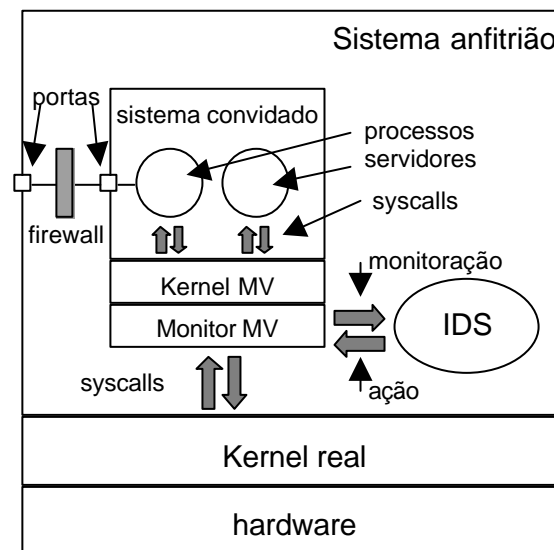 Sistema anfitrião
portas
sistema convidado
processos
servidores
syscalls
firewall
monitoração
Kernel MV
Monitor MV
IDS
syscalls
ação
Kernel real
hardware